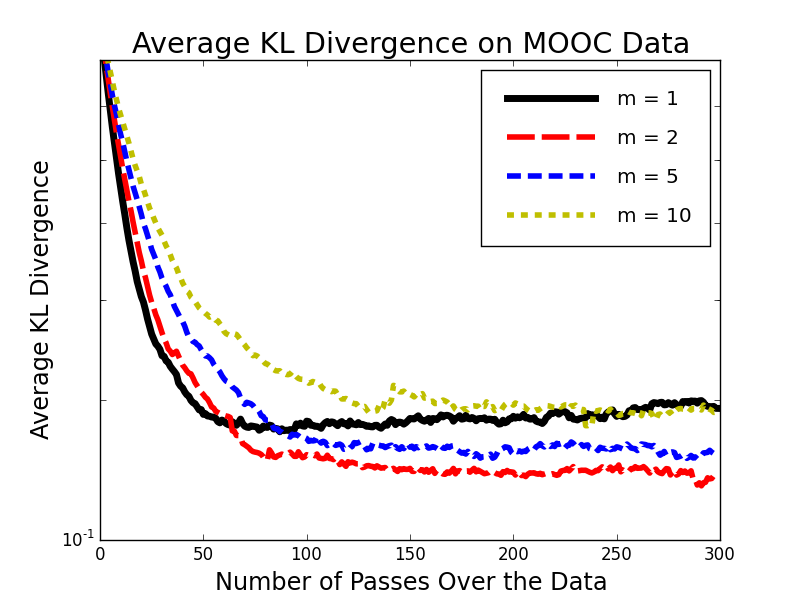 Average KL Divergence on MOOC Data
m = 1
m = 2
m = 5
m = 10
Average KL Divergence
10^-1
0 50 100 150 200 250 300
Number of Passes Over the Data